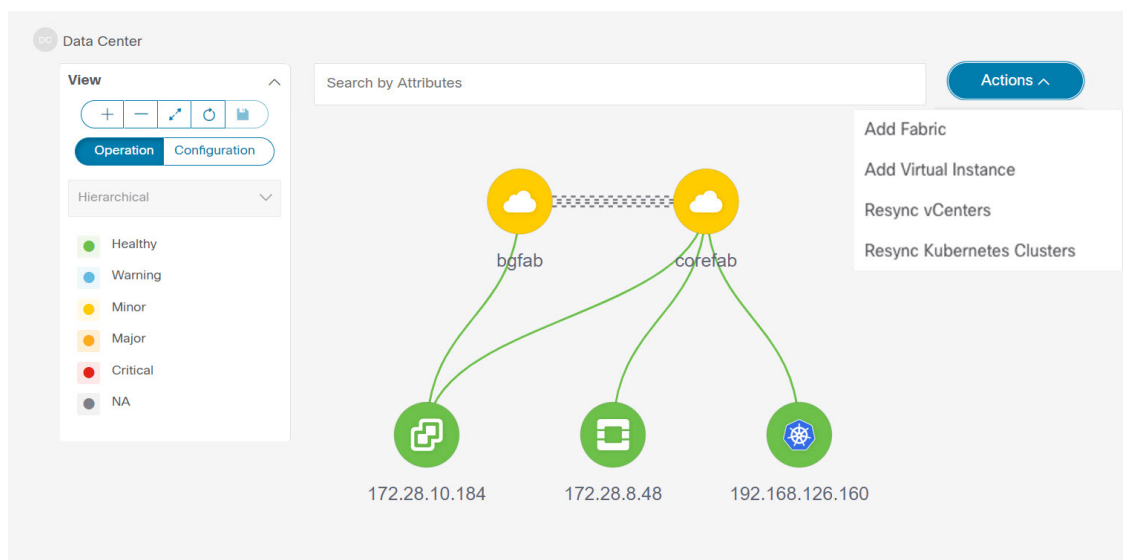 DC Data Center
View
Search by Attributes
Actions
Operation Configuration
Hierarchical
Healthy
Warning
Minor
Major
Critical
NA
Add Fabric
Add Virtual Instance
Resync vCenters
Resync Kubernetes Clusters
bgfab corefab
172.28.10.184 172.28.8.48 192.168.126.160